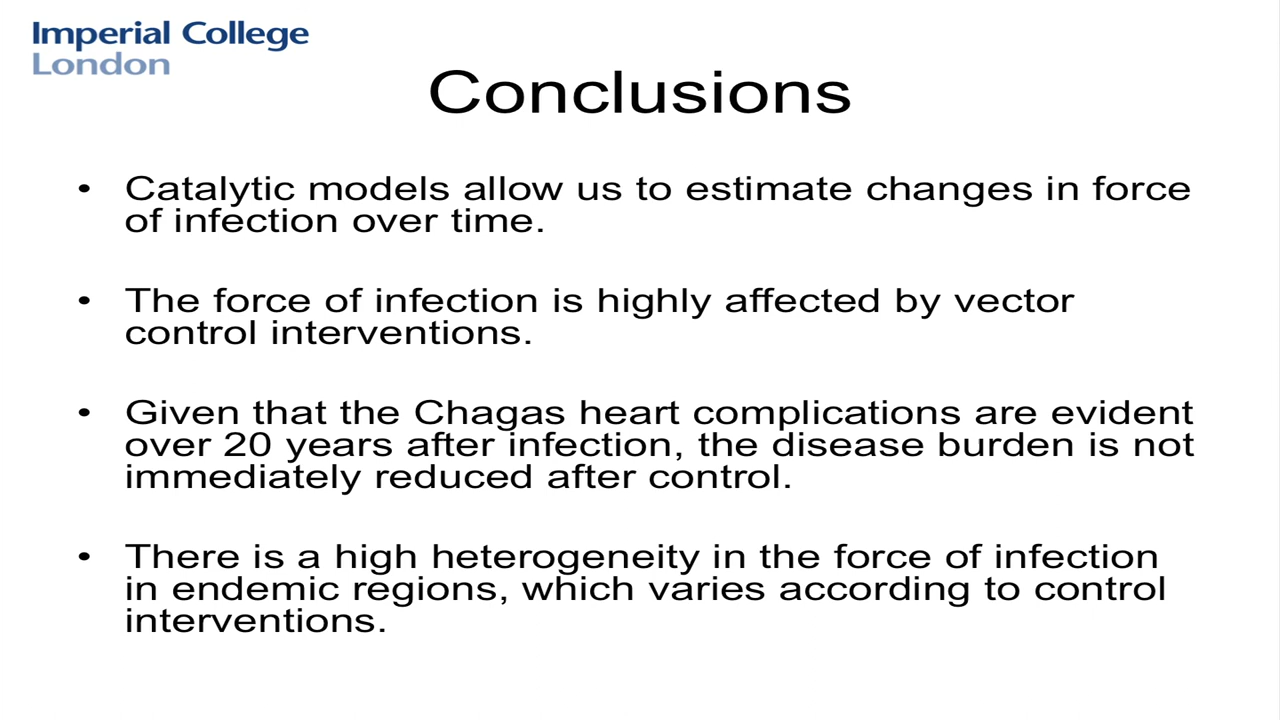 Imperial College
London
Conclusions
• Catalytic models allow us to estimate changes in force
of infection over time.
• The force of infection is highly affected by vector
control interventions.
• Given that the Chagas heart complications are evident
over 20 years after infection, the disease burden is not
immediately reduced after control.
• There is a high heterogeneity in the force of infection
in endemic regions, which varies according to control
interventions.